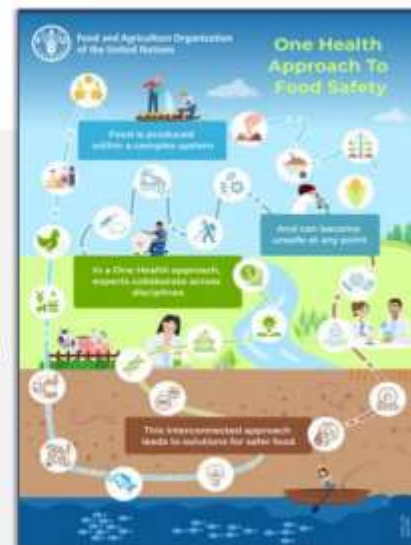 Food and Agriculture Organization
of the United Nations
One Health
Approach To
Food Safety
Food is produced
within a complex system
And can become
unsafe at any point
In a One Health approach,
experts collaborate across
disciplines
This interconnected approach
leads to solutions for safer food